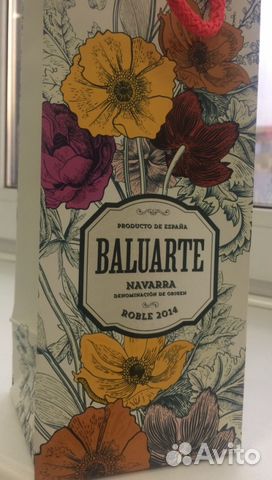 PRODUCTO DE ESPAÑA
BALUARTE
NAVARRA
DENOMINACIÓN DE ORIGEN
ROBLE 2014
Avito